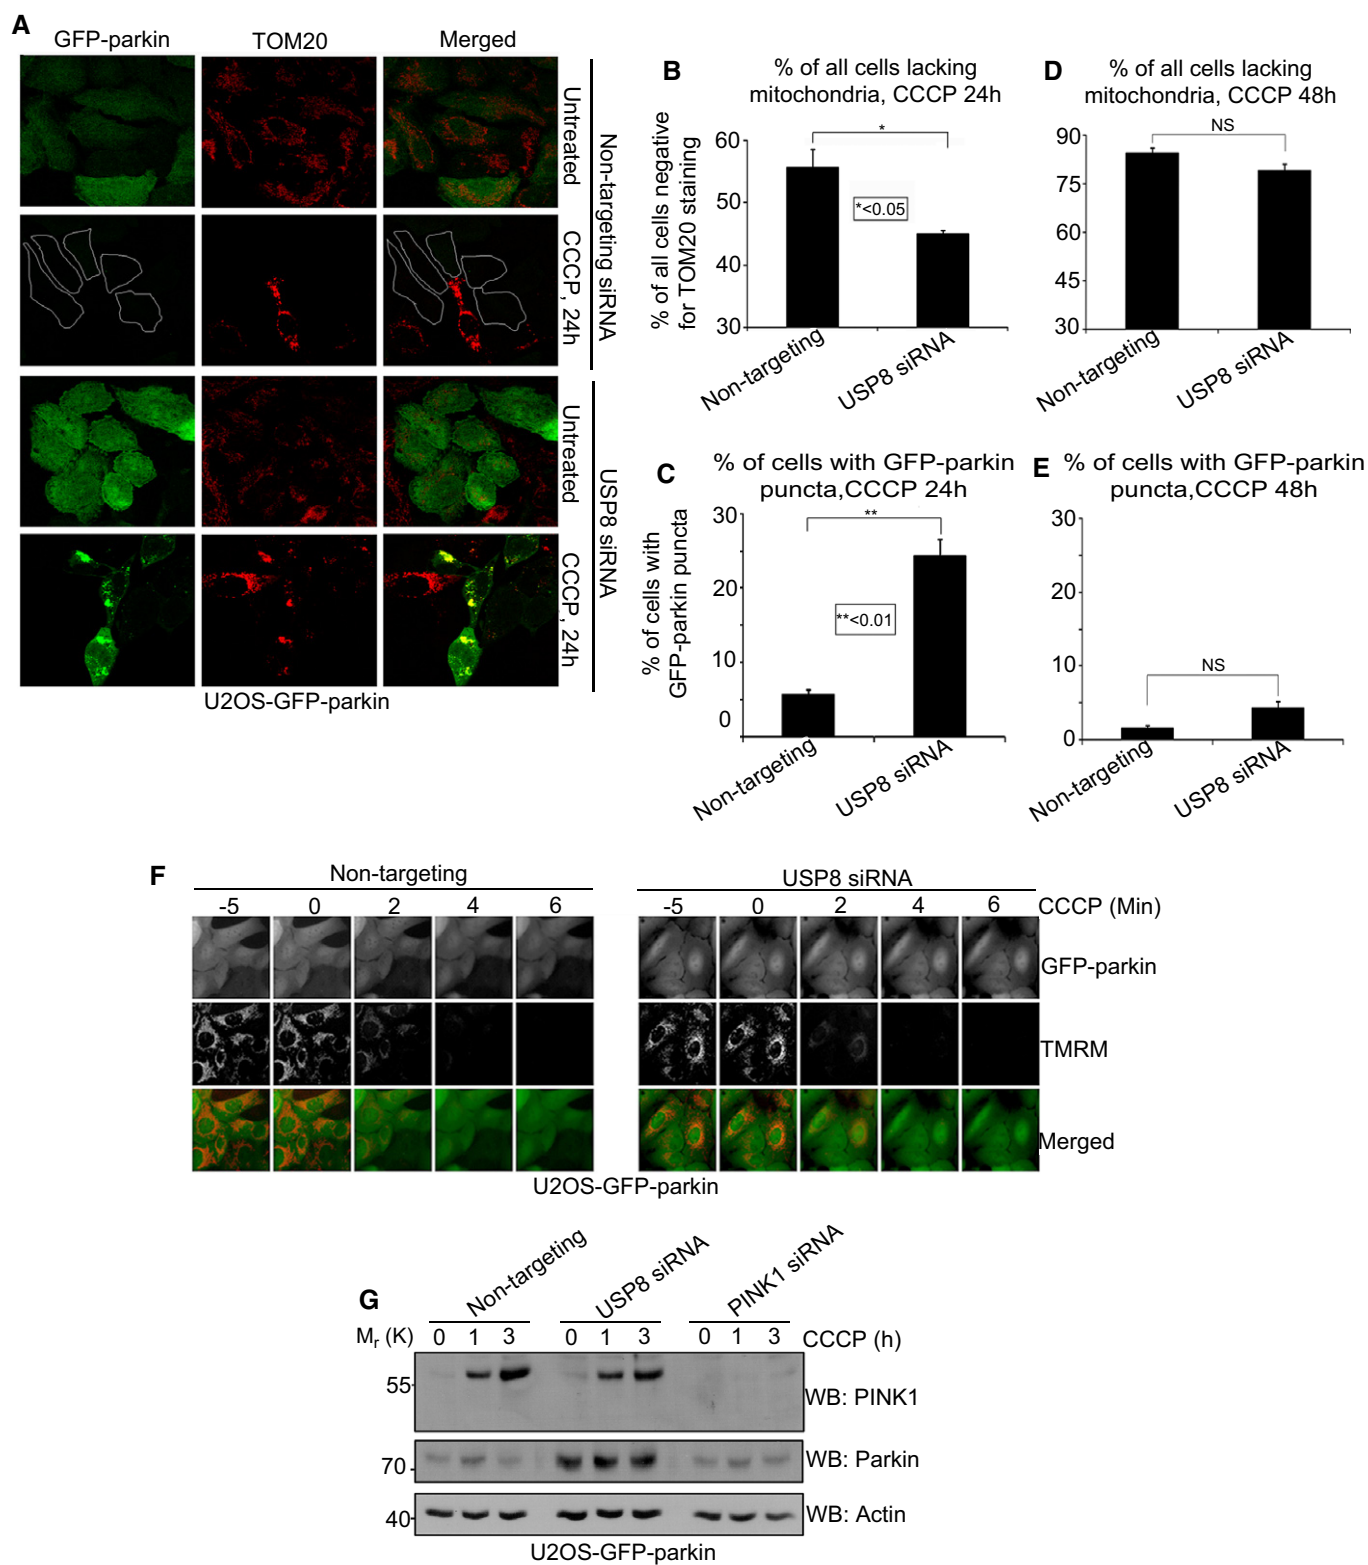 A
GFP-parkin TOM20 Merged
Untreated
CCCP, 24h
Non-targeting siRNA
Untreated
CCCP, 24h
USP8 siRNA
U2OS-GFP-parkin
B
% of all cells lacking
mitochondria, CCCP 24h
% of all cells negative
for TOM20 staining
60
50
40
30
*
*<0.05
Non-targeting
USP8 siRNA
D
% of all cells lacking
mitochondria, CCCP 48h
90
75
60
45
30
NS
Non-targeting
USP8 siRNA
C
% of cells with GFP-parkin
puncta,CCCP 24h
% of cells with
GFP-parkin puncta
30
20
10
0
**
**<0.01
Non-targeting
USP8 siRNA
E
% of cells with GFP-parkin
puncta,CCCP 48h
30
20
10
0
NS
Non-targeting
USP8 siRNA
F
Non-targeting USP8 siRNA
-5 0 2 4 6 -5 0 2 4 6 CCCP (Min)
GFP-parkin
TMRM
Merged
U2OS-GFP-parkin
G
Non-targeting
USP8 siRNA
PINK1 siRNA
Mr (K) 0 1 3 0 1 3 0 1 3 CCCP (h)
55
WB: PINK1
70
WB: Parkin
40
WB: Actin
U2OS-GFP-parkin